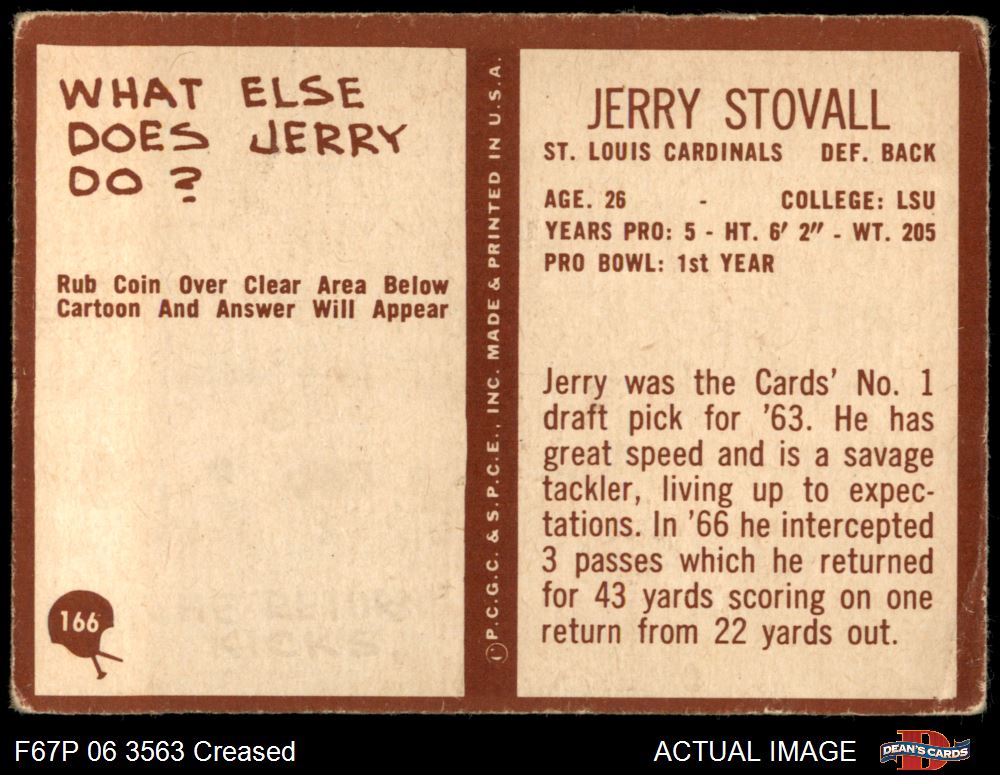 WHAT ELSE
DOES JERRY
DO ?
Rub Coin Over Clear Area Below
Cartoon And Answer Will Appear
KICKS
166
© P.C.G.C. & S.P.C.E., INC. MADE & PRINTED IN U.S.A.
JERRY STOVALL
ST. LOUIS CARDINALS DEF. BACK
AGE. 26 - COLLEGE: LSU
YEARS PRO: 5 - HT. 6' 2" - WT. 205
PRO BOWL: 1st YEAR
Jerry was the Cards' No. 1
draft pick for '63. He has
great speed and is a savage
tackler, living up to expec-
tations. In '66 he intercepted
3 passes which he returned
for 43 yards scoring on one
return from 22 yards out.
F67P 06 3563 Creased
ACTUAL IMAGE
DEAN'S CARDS